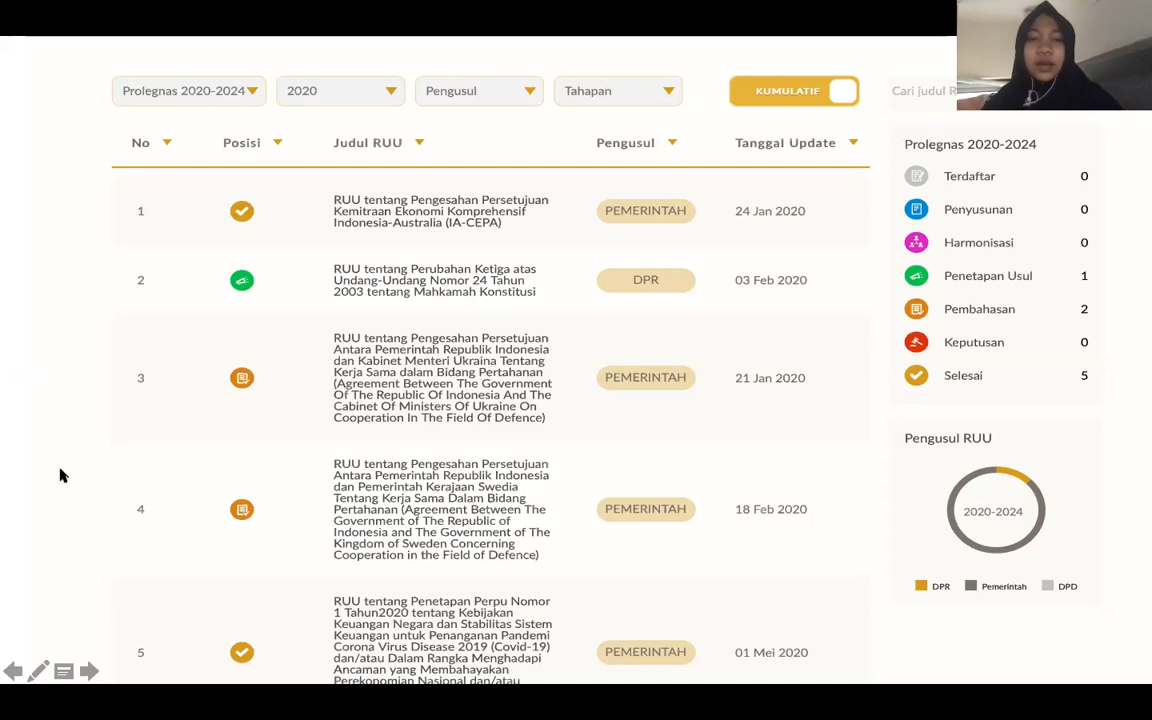 Prolegnas 2020-2024
2020
Pengusul
Tahapan
KUMULATIF
Cari judul
No
Posisi
Judul RUU
Pengusul
Tanggal Update
1
RUU tentang Pengesahan Persetujuan
Kemitraan Ekonomi Komprehensif
Indonesia-Australia (IA-CEPA)
PEMERINTAH
24 Jan 2020
2
RUU tentang Perubahan Ketiga atas
Undang-Undang Nomor 24 Tahun
2003 tentang Mahkamah Konstitusi
DPR
03 Feb 2020
3
RUU tentang Pengesahan Persetujuan
Antara Pemerintah Republik Indonesia
dan Kabinet Menteri Ukraina Tentang
Kerja Sama dalam Bidang Pertahanan
(Agreement Between The Government
Of The Republic Of Indonesia And The
Cabinet Of Ministers Of Ukraine On
Cooperation In The Field Of Defence)
PEMERINTAH
21 Jan 2020
4
RUU tentang Pengesahan Persetujuan
Antara Pemerintah Republik Indonesia
dan Pemerintah Kerajaan Swedia
Tentang Kerja Sama Dalam Bidang
Pertahanan (Agreement Between The
Government of The Republic of
Indonesia and The Government of The
Kingdom of Sweden Concerning
Cooperation in the Field of Defence)
PEMERINTAH
18 Feb 2020
5
RUU tentang Penetapan Perpu Nomor
1 Tahun2020 tentang Kebijakan
Keuangan Negara dan Stabilitas Sistem
Keuangan untuk Penanganan Pandemi
Corona Virus Disease 2019 (Covid-19)
dan/atau Dalam Rangka Menghadapi
Ancaman yang Membahayakan
Perekonomian Nasional dan/atau
PEMERINTAH
01 Mei 2020
Prolegnas 2020-2024
Terdaftar 0
Penyusunan 0
Harmonisasi 0
Penetapan Usul 1
Pembahasan 2
Keputusan 0
Selesai 5
Pengusul RUU
2020-2024
DPR
Pemerintah
DPD